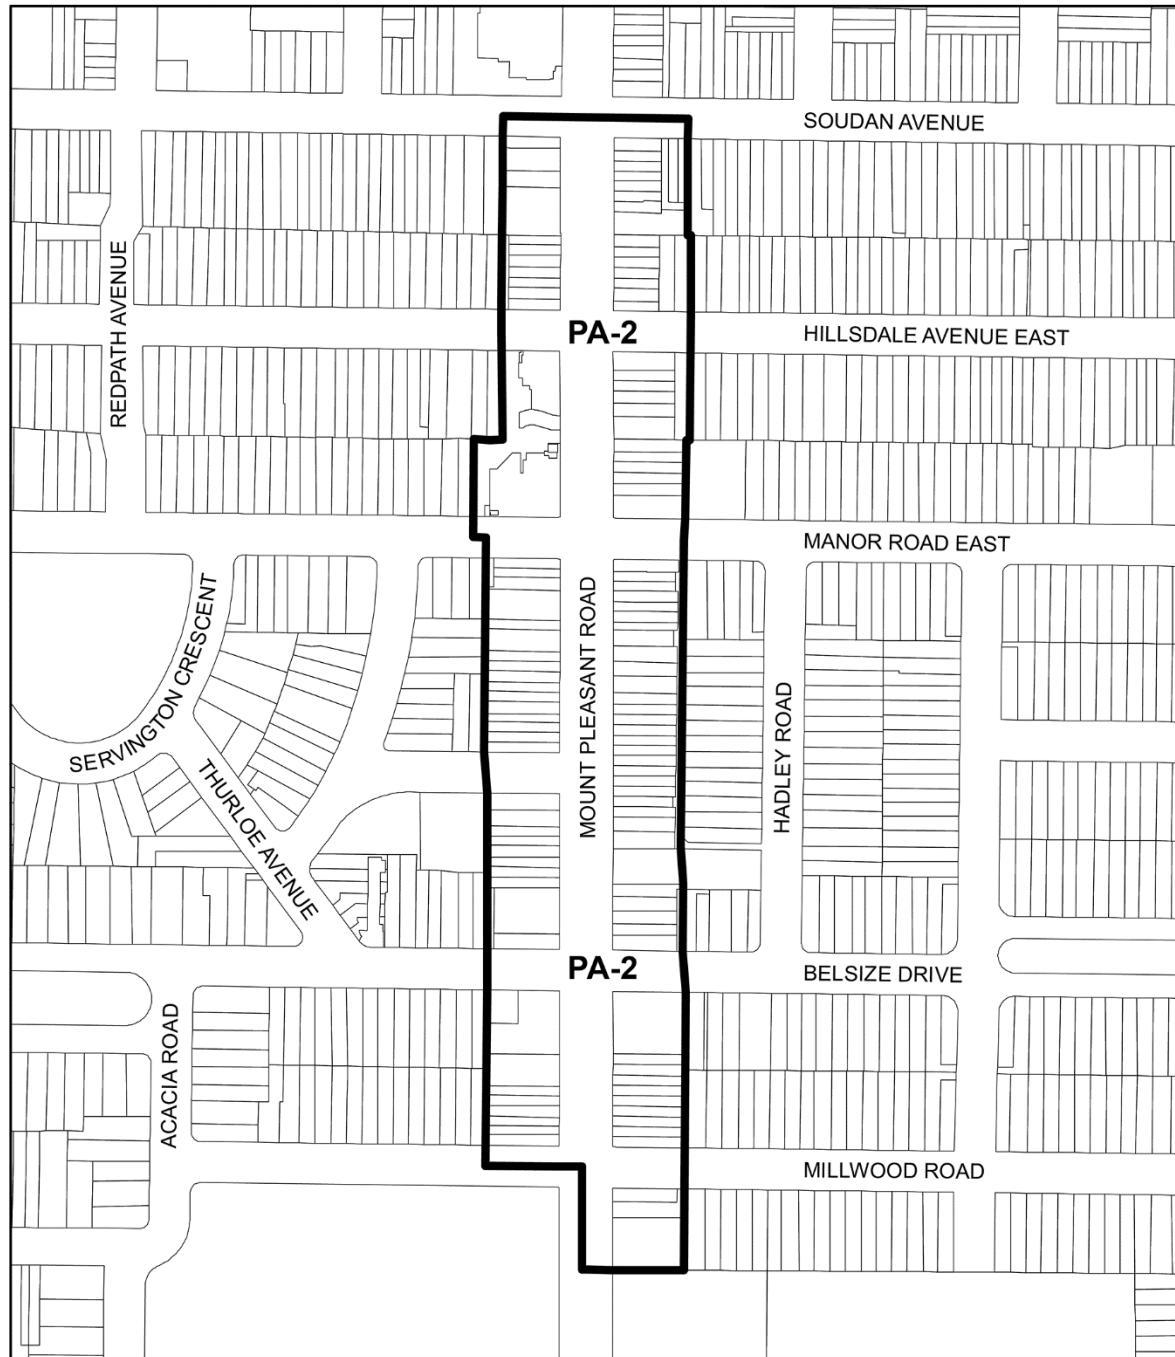 SOUDAN AVENUE
REDPATH AVENUE
PA-2
HILLSDALE AVENUE EAST
MANOR ROAD EAST
SERVINGTON CRESCENT
MOUNT PLEASANT ROAD
HADLEY ROAD
THURLOE AVENUE
PA-2
BELSIZE DRIVE
ACACIA ROAD
MILLWOOD ROAD